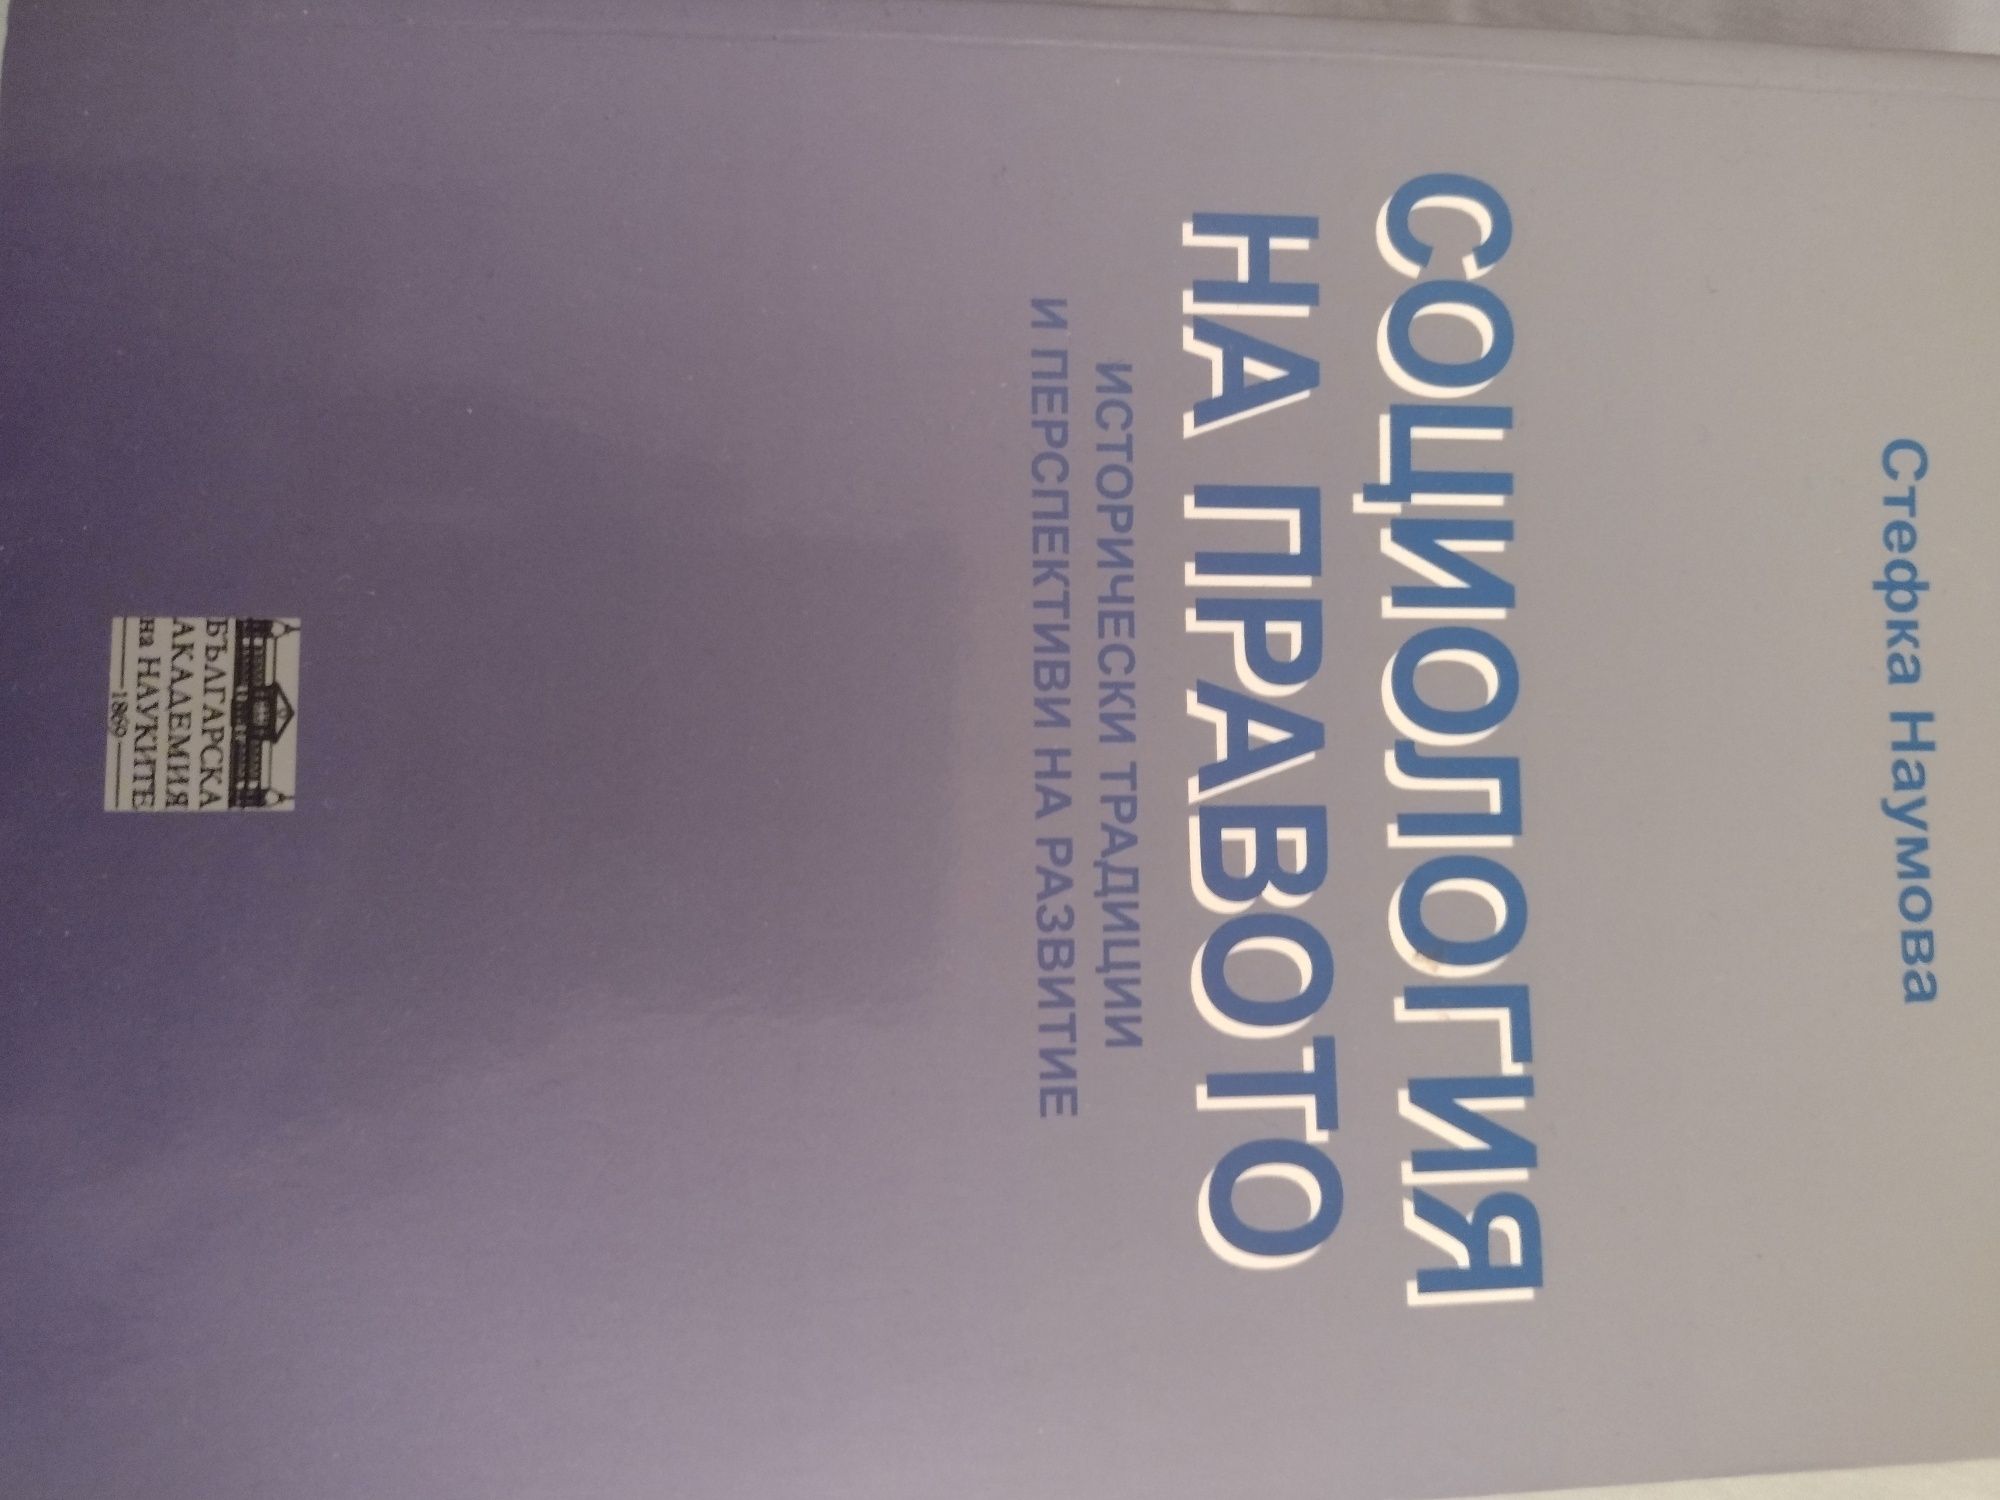 Стефка Наумова
СОЦИОЛОГИЯ
НА ПРАВОТО
ИСТОРИЧЕСКИ ТРАДИЦИИ
И ПЕРСПЕКТИВИ НА РАЗВИТИЕ
БЪЛГАРСКА
АКАДЕМИЯ
на НАУКИТЕ
1869